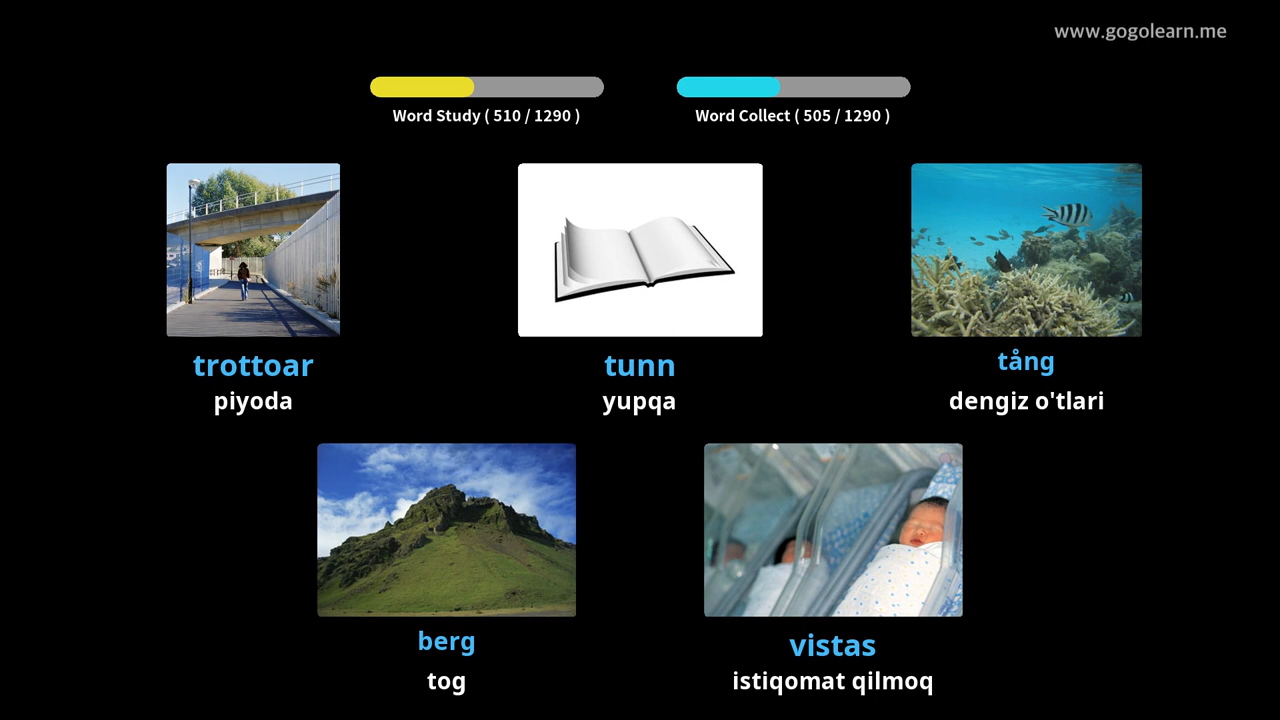 www.gogolearn.me
Word Study ( 510 / 1290 )
Word Collect ( 505 / 1290 )
trottoar
piyoda
tunn
yupqa
tång
dengiz o'tlari
berg
tog
vistas
istiqomat qilmoq